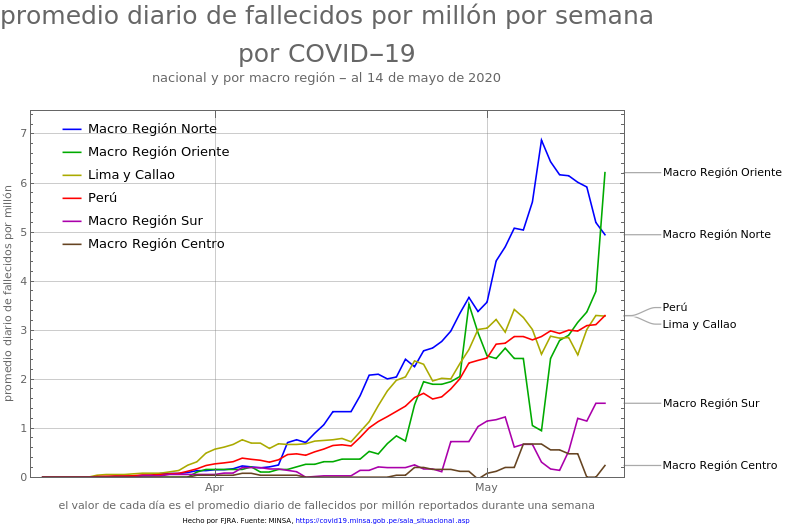 promedio diario de fallecidos por millón por semana
por COVID−19
nacional y por macro región − al 14 de mayo de 2020
promedio diario de fallecidos por millón
7
6
5
4
3
2
1
0
Macro Región Norte
Macro Región Oriente
Lima y Callao
Perú
Macro Región Sur
Macro Región Centro
Macro Región Oriente
Macro Región Norte
Perú
Lima y Callao
Macro Región Sur
Macro Región Centro
Apr May
el valor de cada día es el promedio diario de fallecidos por millón reportados durante una semana
Hecho por FJRA. Fuente: MINSA, https://covid19.minsa.gob.pe/sala_situacional.asp